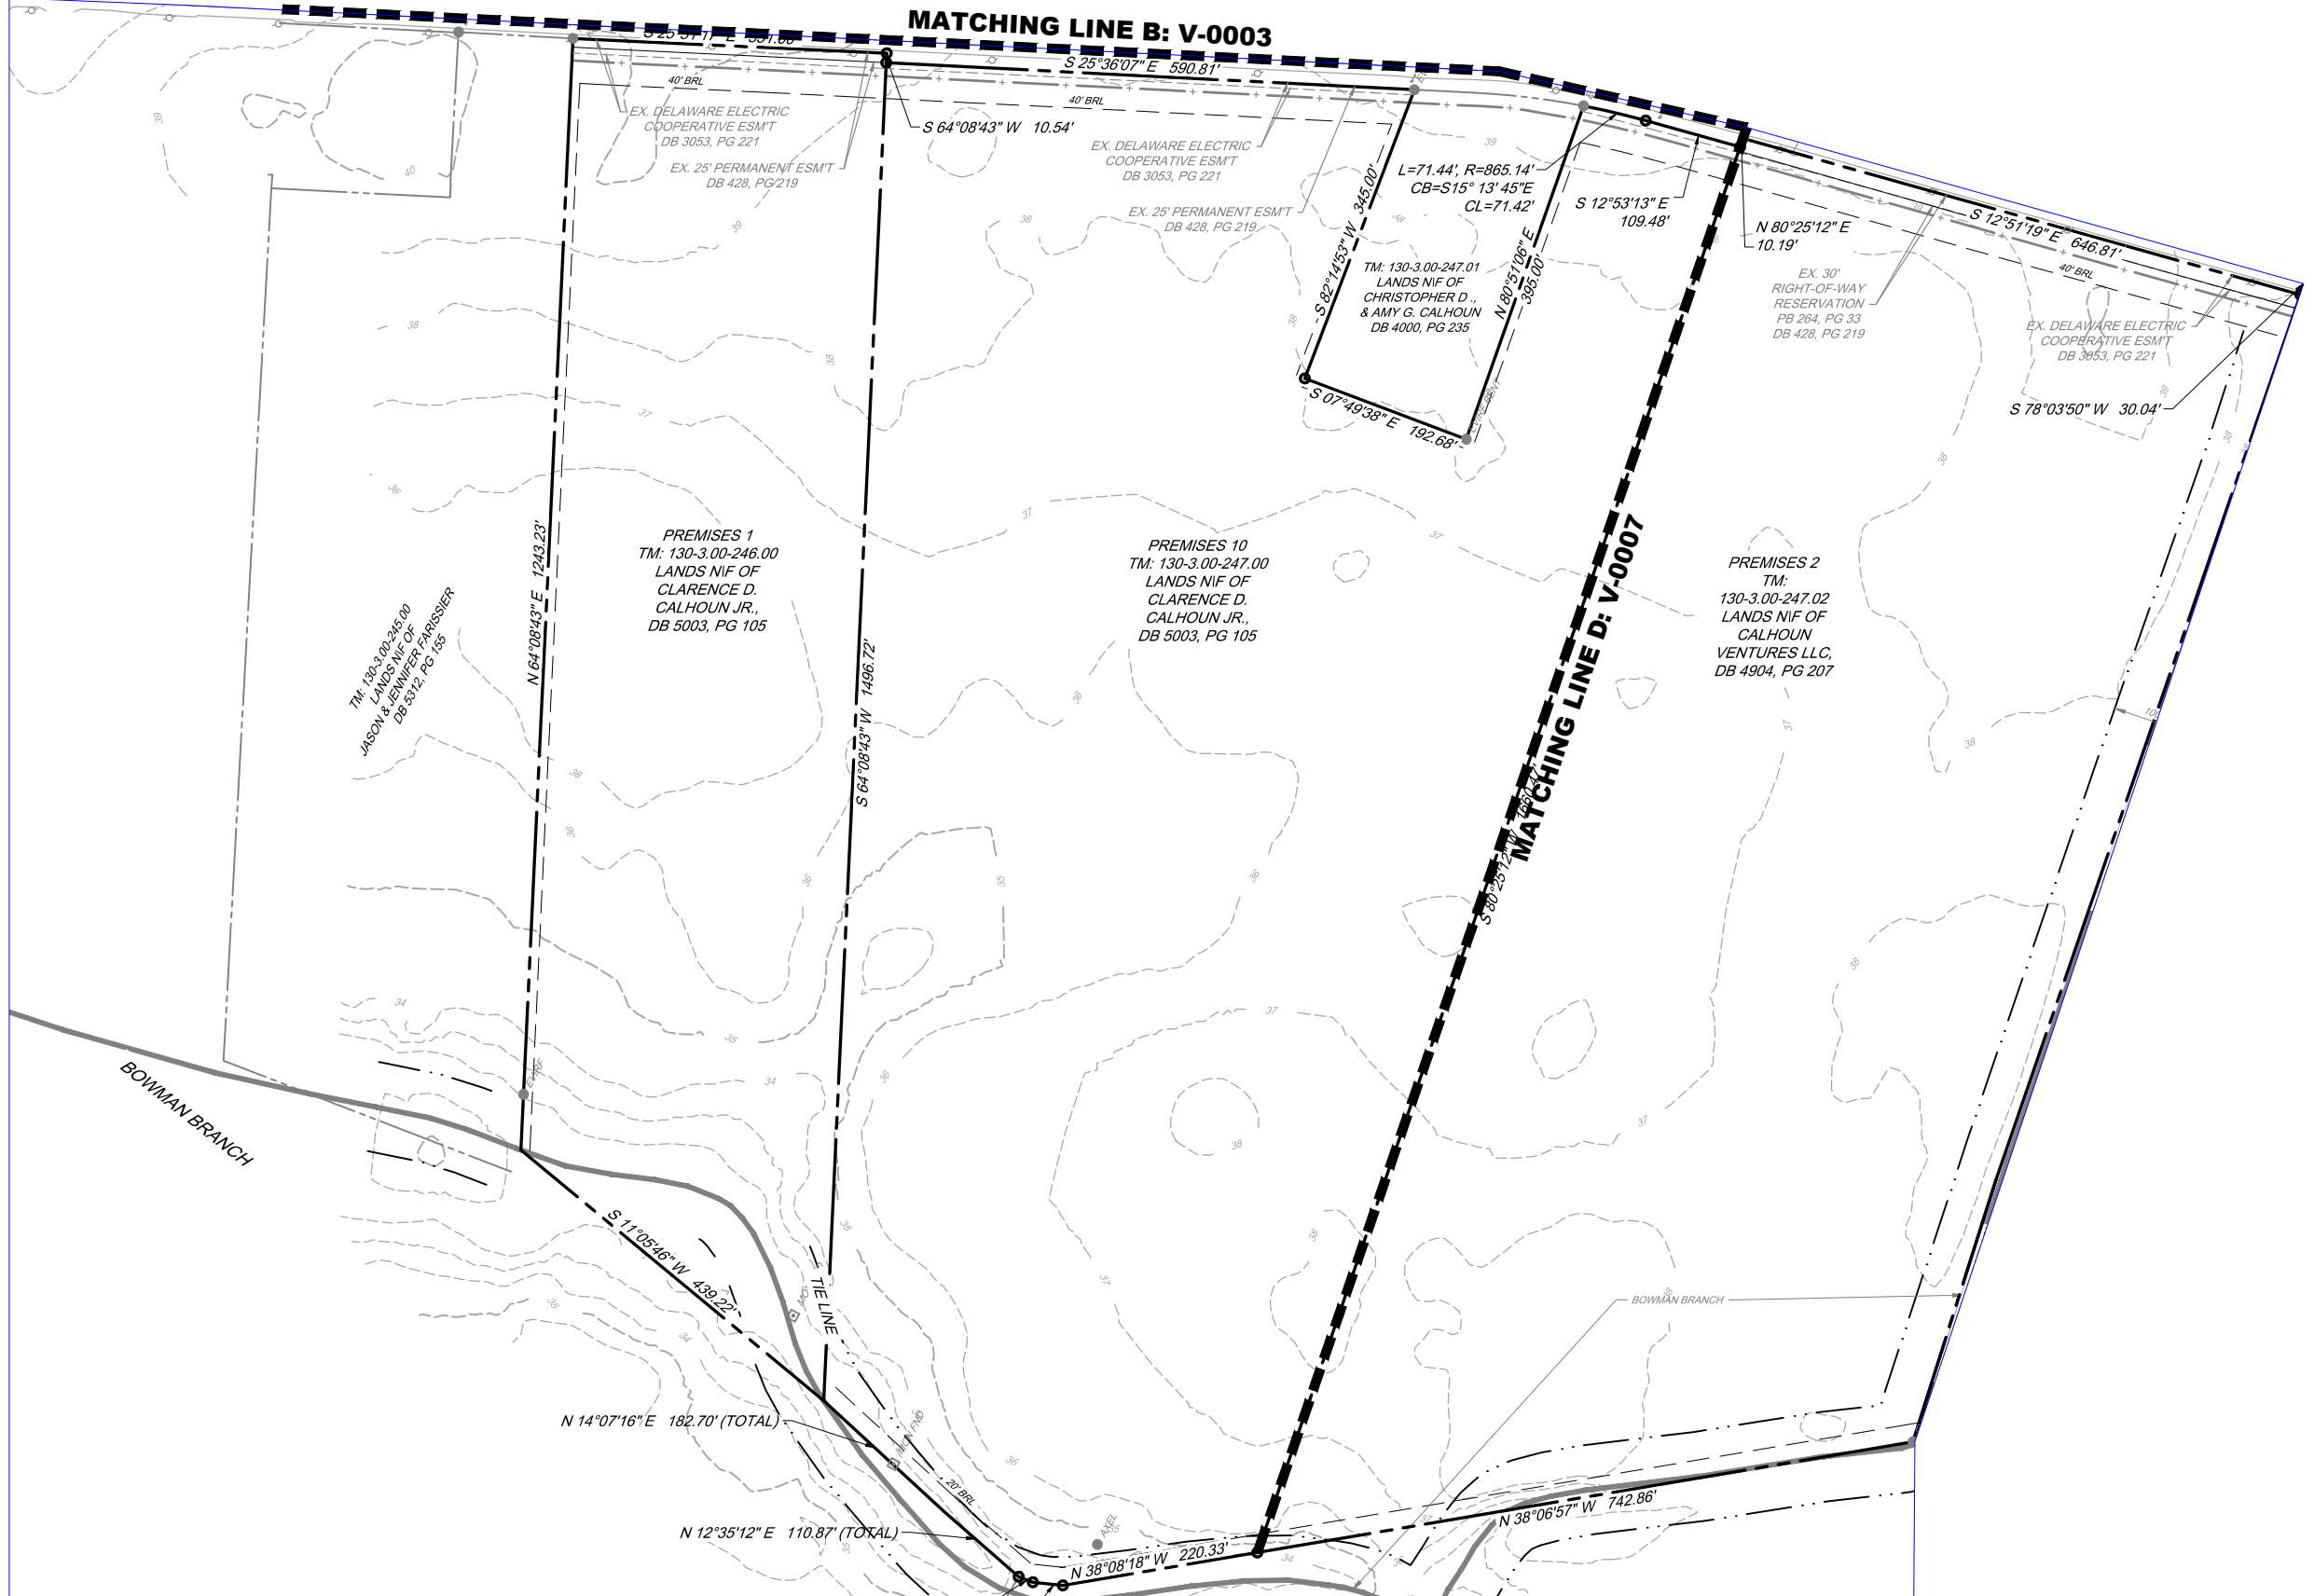 MATCHING LINE B: V-0003
S 25°36'07" E 590.81'
40' BRL
40' BRL
EX. DELAWARE ELECTRIC
COOPERATIVE ESM'T
DB 3053, PG 221
EX. 25' PERMANENT ESM'T
DB 428, PG 219
S 64°08'43" W 10.54'
EX. DELAWARE ELECTRIC
COOPERATIVE ESM'T
DB 3053, PG 221
EX. 25' PERMANENT ESM'T
DB 428, PG 219
L=71.44', R=865.14'
CB=S15° 13' 45"E
CL=71.42'
S 12°53'13" E
109.48'
N 80°25'12" E
10.19'
S 12°51'19" E 646.81'
40' BRL
EX. 30'
RIGHT-OF-WAY
RESERVATION
PB 264, PG 33
DB 428, PG 219
EX. DELAWARE ELECTRIC
COOPERATIVE ESM'T
DB 3053, PG 221
S 78°03'50" W 30.04'
S 82°14'53" W 345.00'
TM: 130-3.00-247.01
LANDS N\F OF
CHRISTOPHER D.,
& AMY G. CALHOUN
DB 4000, PG 235
N 80°51'06" E
395.00'
S 07°49'38" E 192.68'
N 64°08'43" E 1243.23'
PREMISES 1
TM: 130-3.00-246.00
LANDS N\F OF
CLARENCE D.
CALHOUN JR.,
DB 5003, PG 105
S 64°08'43" W 1496.72'
PREMISES 10
TM: 130-3.00-247.00
LANDS N\F OF
CLARENCE D.
CALHOUN JR.,
DB 5003, PG 105
MATCHING LINE D: V-0007
S 80°25'12" W
PREMISES 2
TM:
130-3.00-247.02
LANDS N\F OF
CALHOUN
VENTURES LLC,
DB 4904, PG 207
TM: 130-3.00-245.00
LANDS N\F OF
JASON & JENNIFER FARISSIER
DB 5312, PG 155
BOWMAN BRANCH
S 11°05'46" W 439.22'
TIE LINE
BOWMAN BRANCH
N 14°07'16" E 182.70' (TOTAL)
MON FND
20' BRL
N 12°35'12" E 110.87' (TOTAL)
AXEL
N 38°08'18" W 220.33'
N 38°06'57" W 742.86'